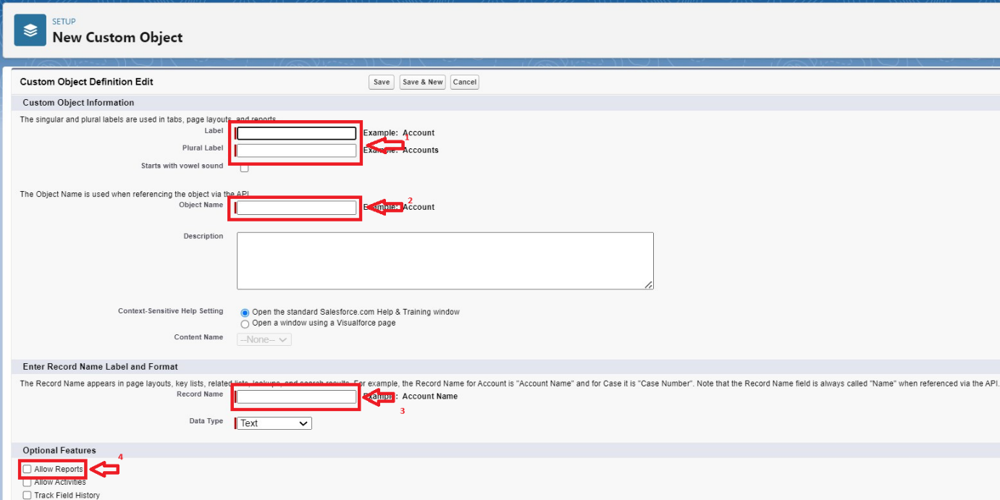 SETUP
New Custom Object
Custom Object Definition Edit Save Save & New Cancel
Custom Object Information
The singular and plural labels are used in tabs, page layouts, and reports.
Label Example: Account 1
Plural Label Example: Accounts
Starts with vowel sound
The Object Name is used when referencing the object via the API.
Object Name Example: Account 2
Description
Context-Sensitive Help Setting Open the standard Salesforce.com Help & Training window
Open a window using a Visualforce page
Content Name --None--
Enter Record Name Label and Format
The Record Name appears in page layouts, key lists, related lists, lookups, and search results. For example, the Record Name for Account is "Account Name" and for Case it is "Case Number". Note that the Record Name field is always called "Name" when referenced via the API.
Record Name Example: Account Name
3
Data Type Text
Optional Features
4
Allow Reports
Allow Activities
Track Field History